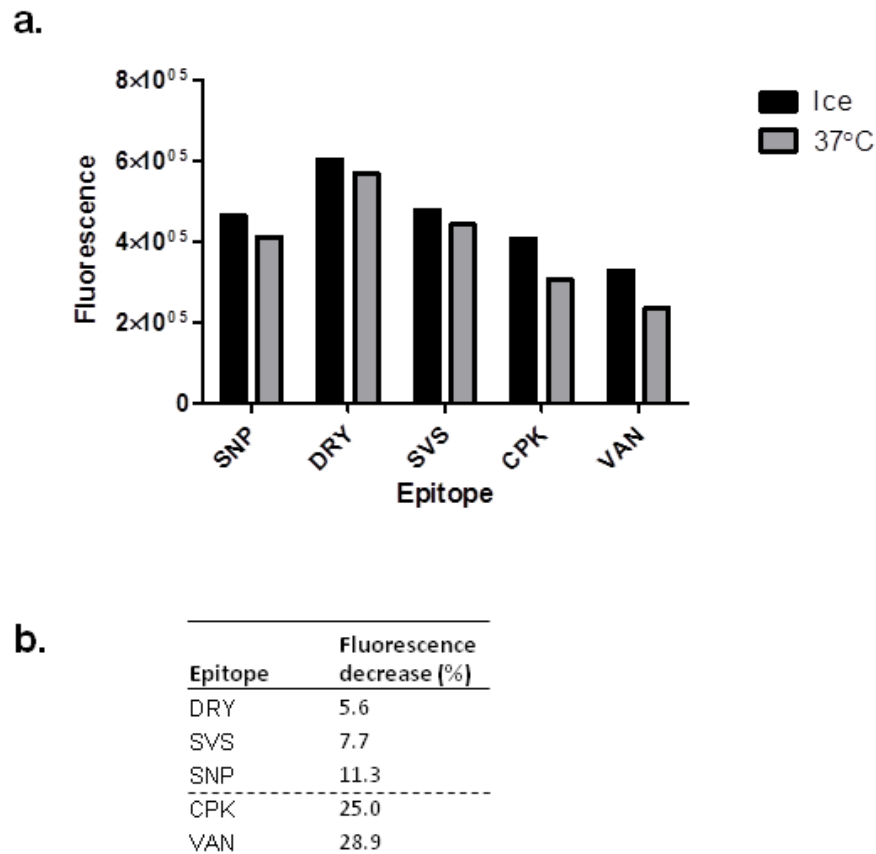 a.
8×10⁰⁵
6×10⁰⁵
4×10⁰⁵
2×10⁰⁵
0
Fluorescence
SNP
DRY
SVS
CPK
VAN
Epitope
Ice
37°C
b.
Epitope Fluorescence decrease (%)
DRY 5.6
SVS 7.7
SNP 11.3
CPK 25.0
VAN 28.9